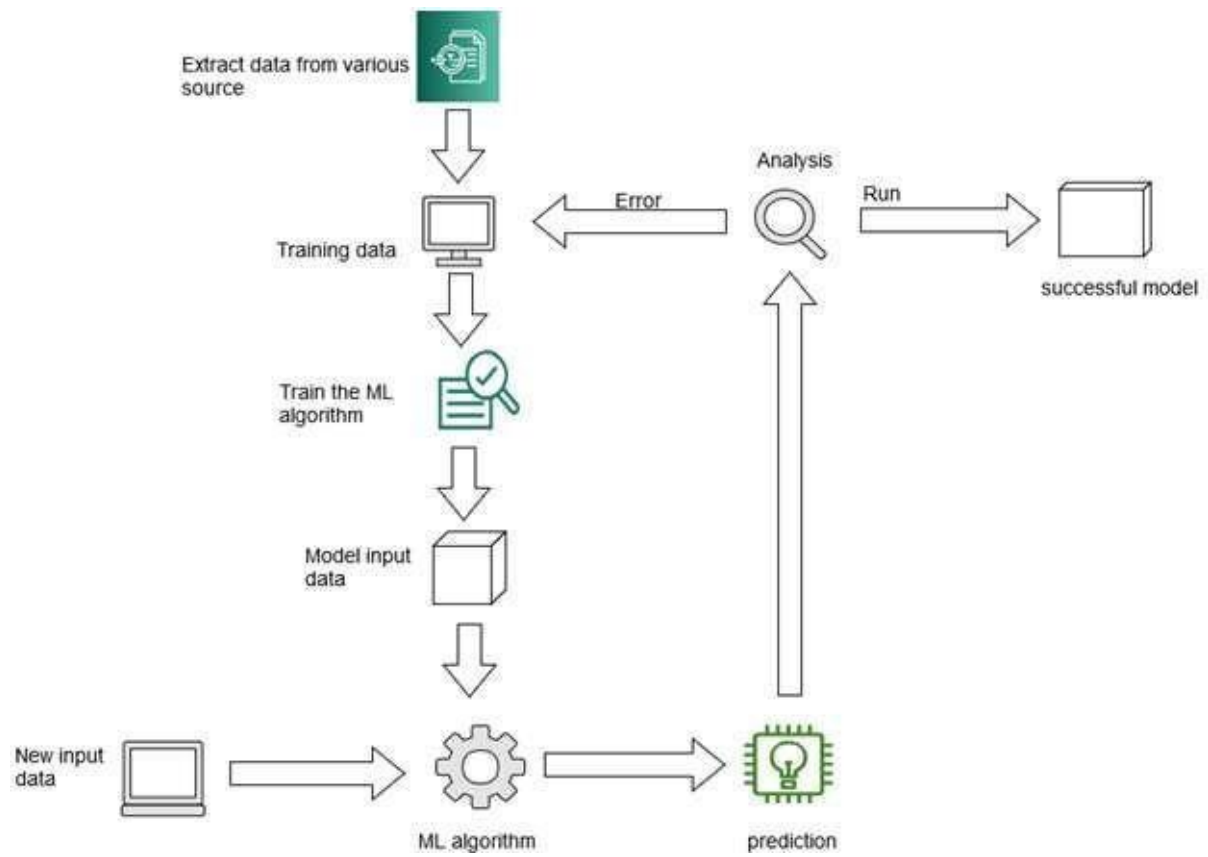 Extract data from various
source
Analysis
Error
Run
Training data
successful model
Train the ML
algorithm
Model input
data
New input
data
ML algorithm
prediction